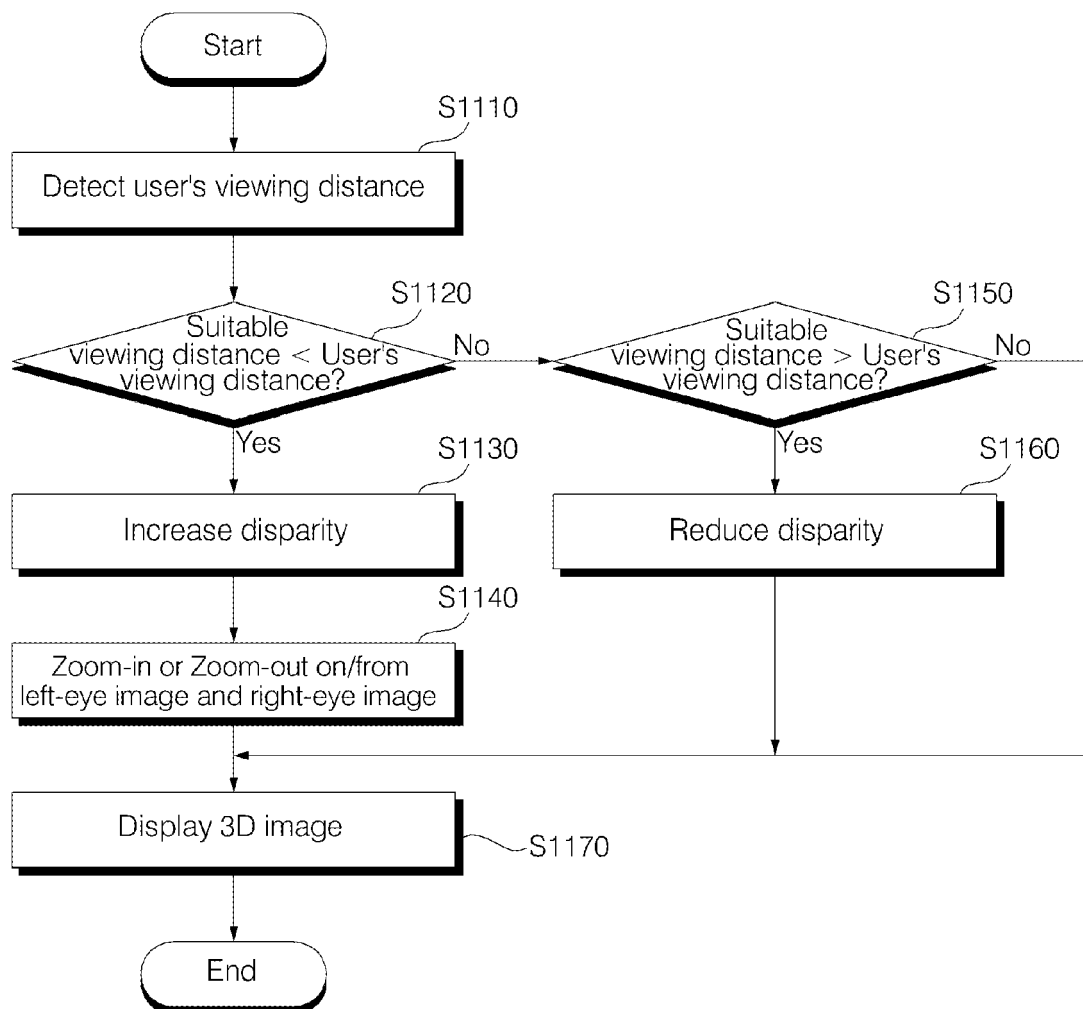 Start
S1110
Detect user's viewing distance
S1120
Suitable
viewing distance < User's
viewing distance?
No
Yes
S1150
Suitable
viewing distance > User's
viewing distance?
No
Yes
S1130
Increase disparity
S1160
Reduce disparity
S1140
Zoom-in or Zoom-out on/from
left-eye image and right-eye image
Display 3D image
S1170
End